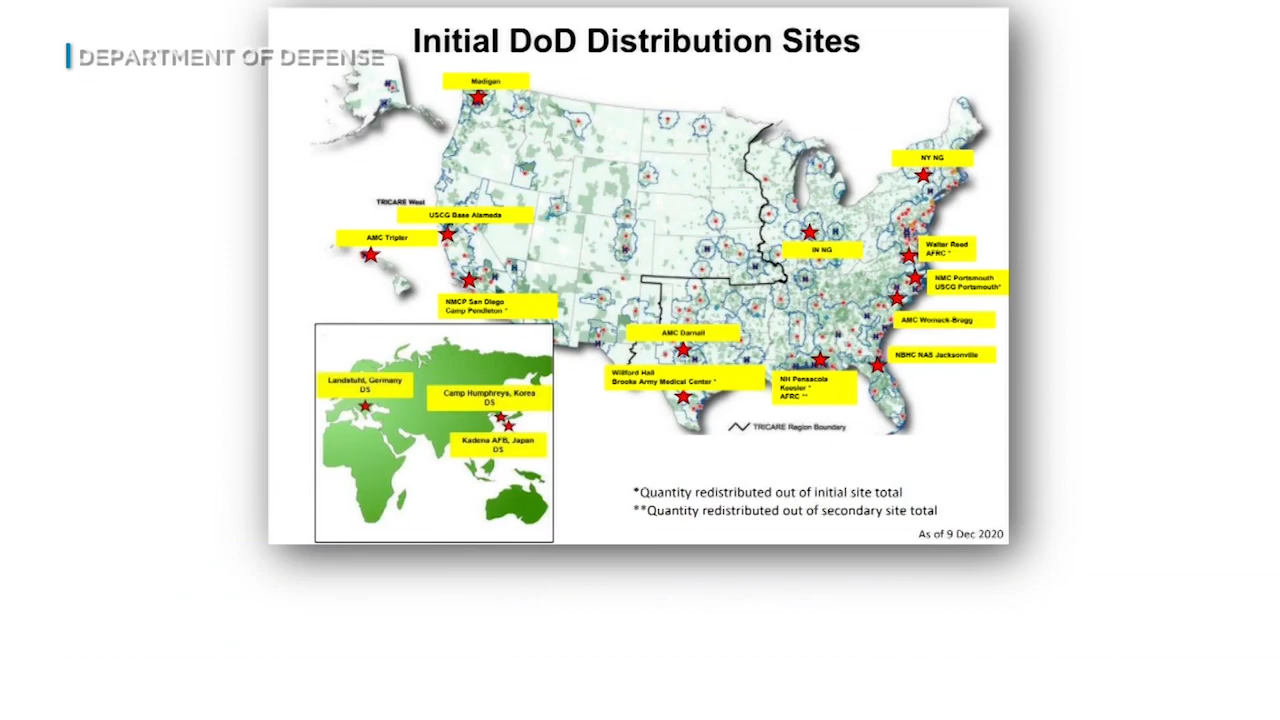 DEPARTMENT OF DEFENSE
Initial DoD Distribution Sites
Madigan
NY NG
TRICARE West
USCG Base Alameda
AMC Tripler
IN NG
Walter Reed
AFRC *
NMC Portsmouth
USCG Portsmouth*
NMCP San Diego
Camp Pendleton *
AMC Womack-Bragg
AMC Darnall
NBHC NAS Jacksonville
Willford Hall
Brooke Army Medical Center *
NH Pensacola
Keesler *
AFRC **
Landstuhl, Germany
DS
Camp Humphreys, Korea
DS
Kadena AFB, Japan
DS
TRICARE Region Boundary
*Quantity redistributed out of initial site total
**Quantity redistributed out of secondary site total
As of 9 Dec 2020